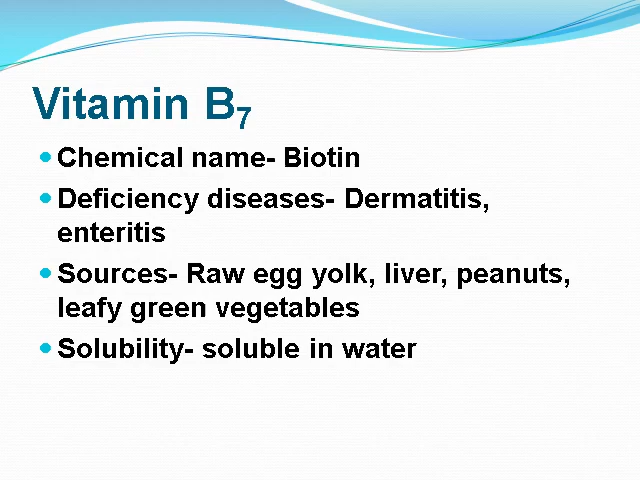 Vitamin B7
Chemical name- Biotin
Deficiency diseases- Dermatitis,
enteritis
Sources- Raw egg yolk, liver, peanuts,
leafy green vegetables
Solubility- soluble in water